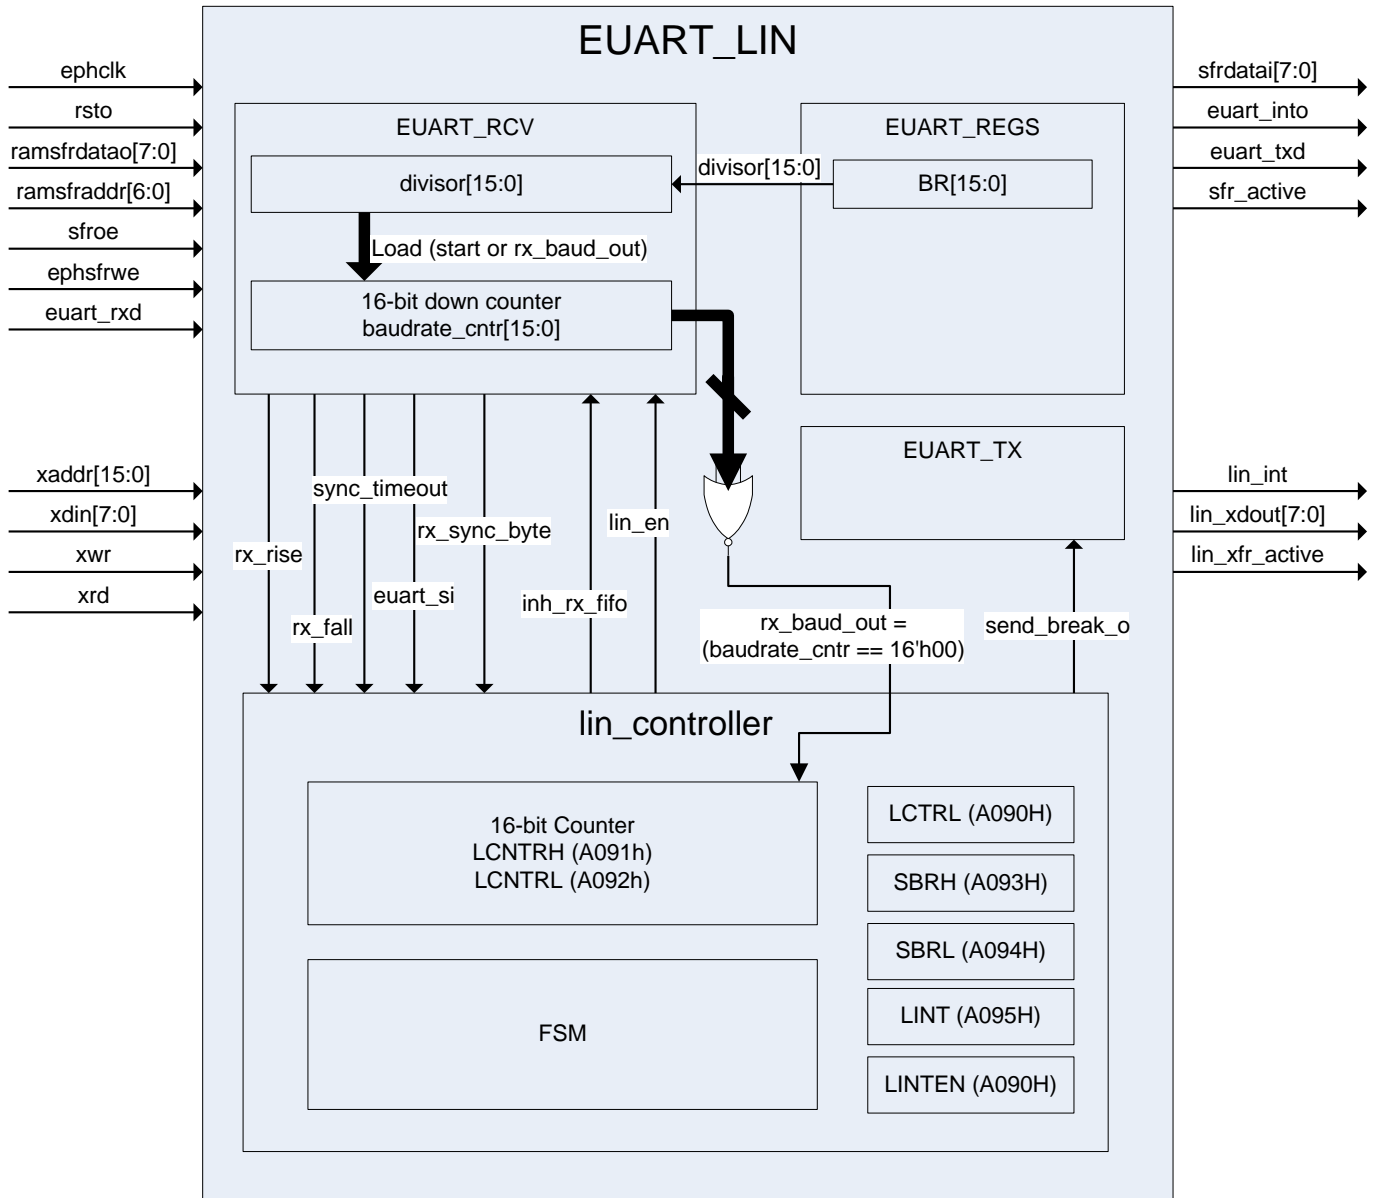 EUART_LIN
ephclk
rsto
ramsfrdatao[7:0]
ramsfraddr[6:0]
sfroe
ephsfrwe
euart_rxd
xaddr[15:0]
xdin[7:0]
xwr
xrd
EUART_RCV
divisor[15:0]
Load (start or rx_baud_out)
16-bit down counter
baudrate_cntr[15:0]
divisor[15:0]
EUART_REGS
BR[15:0]
EUART_TX
sfrdatai[7:0]
euart_into
euart_txd
sfr_active
lin_int
lin_xdout[7:0]
lin_xfr_active
rx_rise
rx_fall
sync_timeout
euart_si
rx_sync_byte
inh_rx_fifo
lin_en
rx_baud_out =
(baudrate_cntr == 16'h00)
send_break_o
lin_controller
16-bit Counter
LCNTRH (A091h)
LCNTRL (A092h)
FSM
LCTRL (A090H)
SBRH (A093H)
SBRL (A094H)
LINT (A095H)
LINTEN (A090H)